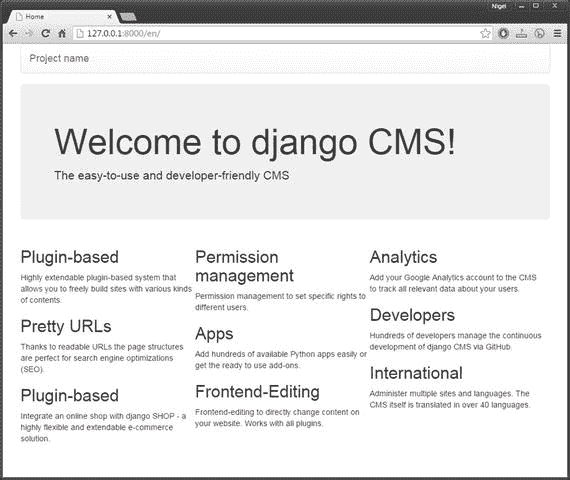 Nigel
Home
127.0.0.1:8000/en/
Project name
Welcome to django CMS!
The easy-to-use and developer-friendly CMS
Plugin-based
Highly extendable plugin-based system that
allows you to freely build sites with various kinds
of contents.
Pretty URLs
Thanks to readable URLs the page structures
are perfect for search engine optimizations
(SEO).
Plugin-based
Integrate an online shop with django SHOP - a
highly flexible and extendable e-commerce
solution.
Permission
management
Permission management to set specific rights to
different users.
Apps
Add hundreds of available Python apps easily or
get the ready to use add-ons.
Frontend-Editing
Frontend-editing to directly change content on
your website. Works with all plugins.
Analytics
Add your Google Analytics account to the CMS
to track all relevant data about your users.
Developers
Hundreds of developers manage the continuous
development of django CMS via GitHub.
International
Administer multiple sites and languages. The
CMS itself is translated in over 40 languages.